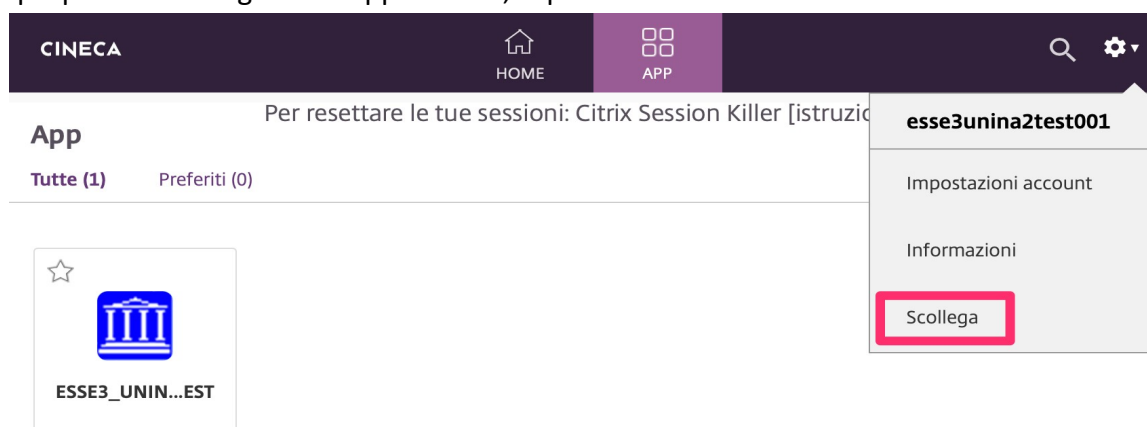 CINECA
HOME
APP
Per resettare le tue sessioni: Citrix Session Killer
App
Tutte (1) Preferiti (0)
esse3unina2test001
Impostazioni account
Informazioni
Scollega
ESSE3_UNIN...EST